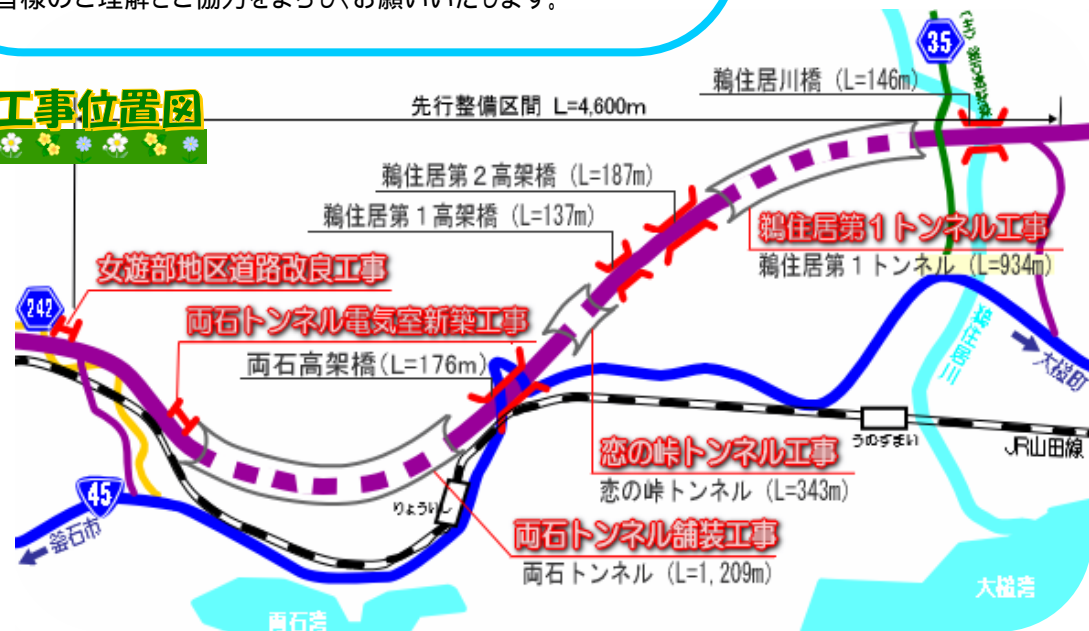 皆様のご理解とご協力をよろしくお願いいたします。
工事位置図
35
鵜住居川橋 (L=146m)
先行整備区間 L=4,600m
鵜住居第2高架橋 (L=187m)
鵜住居第1高架橋 (L=137m)
鵜住居第1トンネル工事
鵜住居第1トンネル (L=934m)
女遊部地区道路改良工事
242
両石トンネル電気室新築工事
両石高架橋(L=176m)
鵜住居川
大槌町
うのすまい
JR山田線
恋の峠トンネル工事
恋の峠トンネル (L=343m)
45
りょういし
釜石市
両石トンネル舗装工事
両石トンネル (L=1,209m)
大槌湾
両石湾